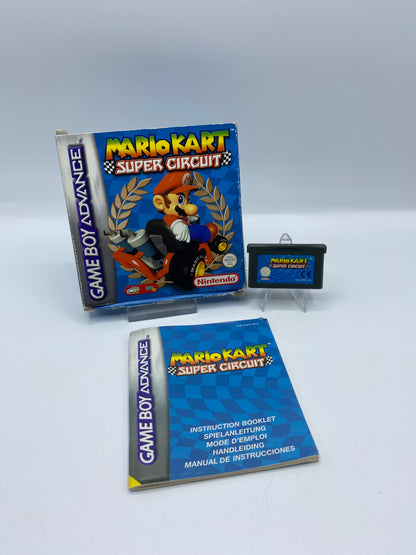 GAME BOY ADVANCE
MARIO KART
SUPER CIRCUIT
Nintendo
MARIO KART
SUPER CIRCUIT
CE
GAME BOY ADVANCE
MARIO KART
SUPER CIRCUIT
INSTRUCTION BOOKLET
SPIELANLEITUNG
MODE D'EMPLOI
HANDLEIDING
MANUAL DE INSTRUCCIONES